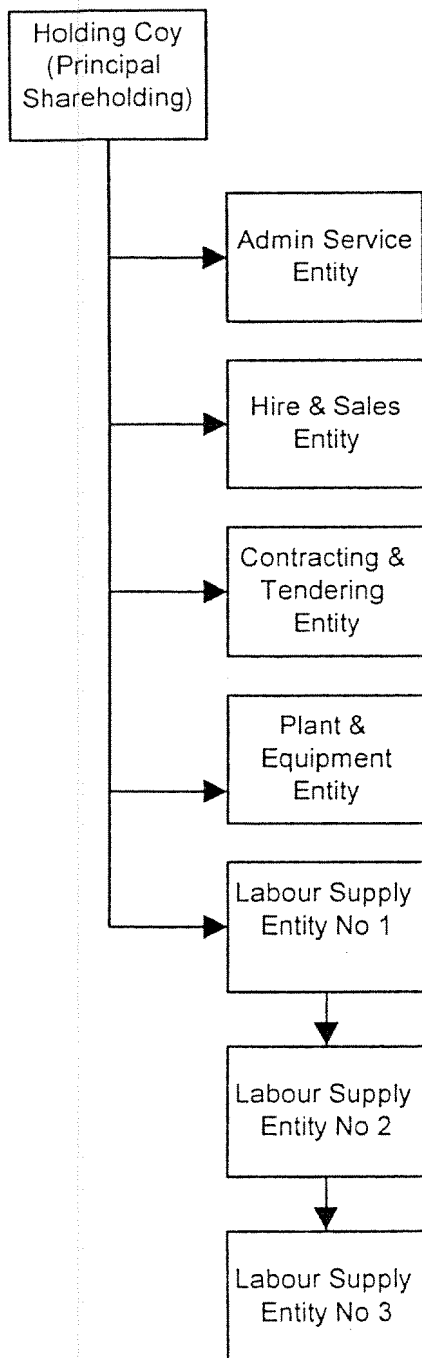 Holding Coy
(Principal
Shareholding)
Admin Service
Entity
Hire & Sales
Entity
Contracting &
Tendering
Entity
Plant &
Equipment
Entity
Labour Supply
Entity No 1
Labour Supply
Entity No 2
Labour Supply
Entity No 3